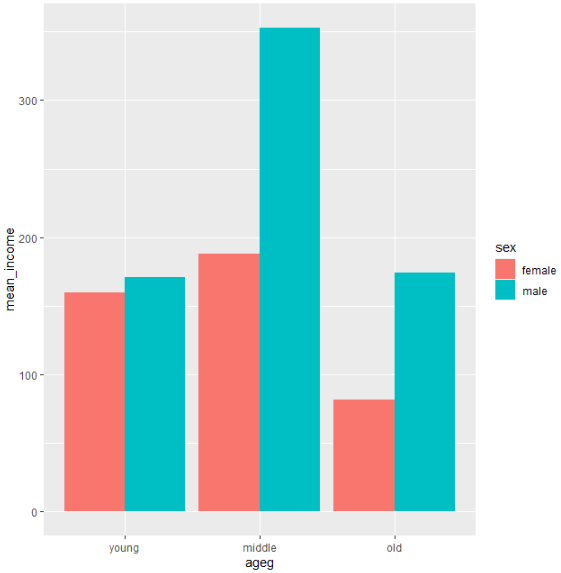 mean_income
300
200
100
0
young
middle
old
ageg
sex
female
male